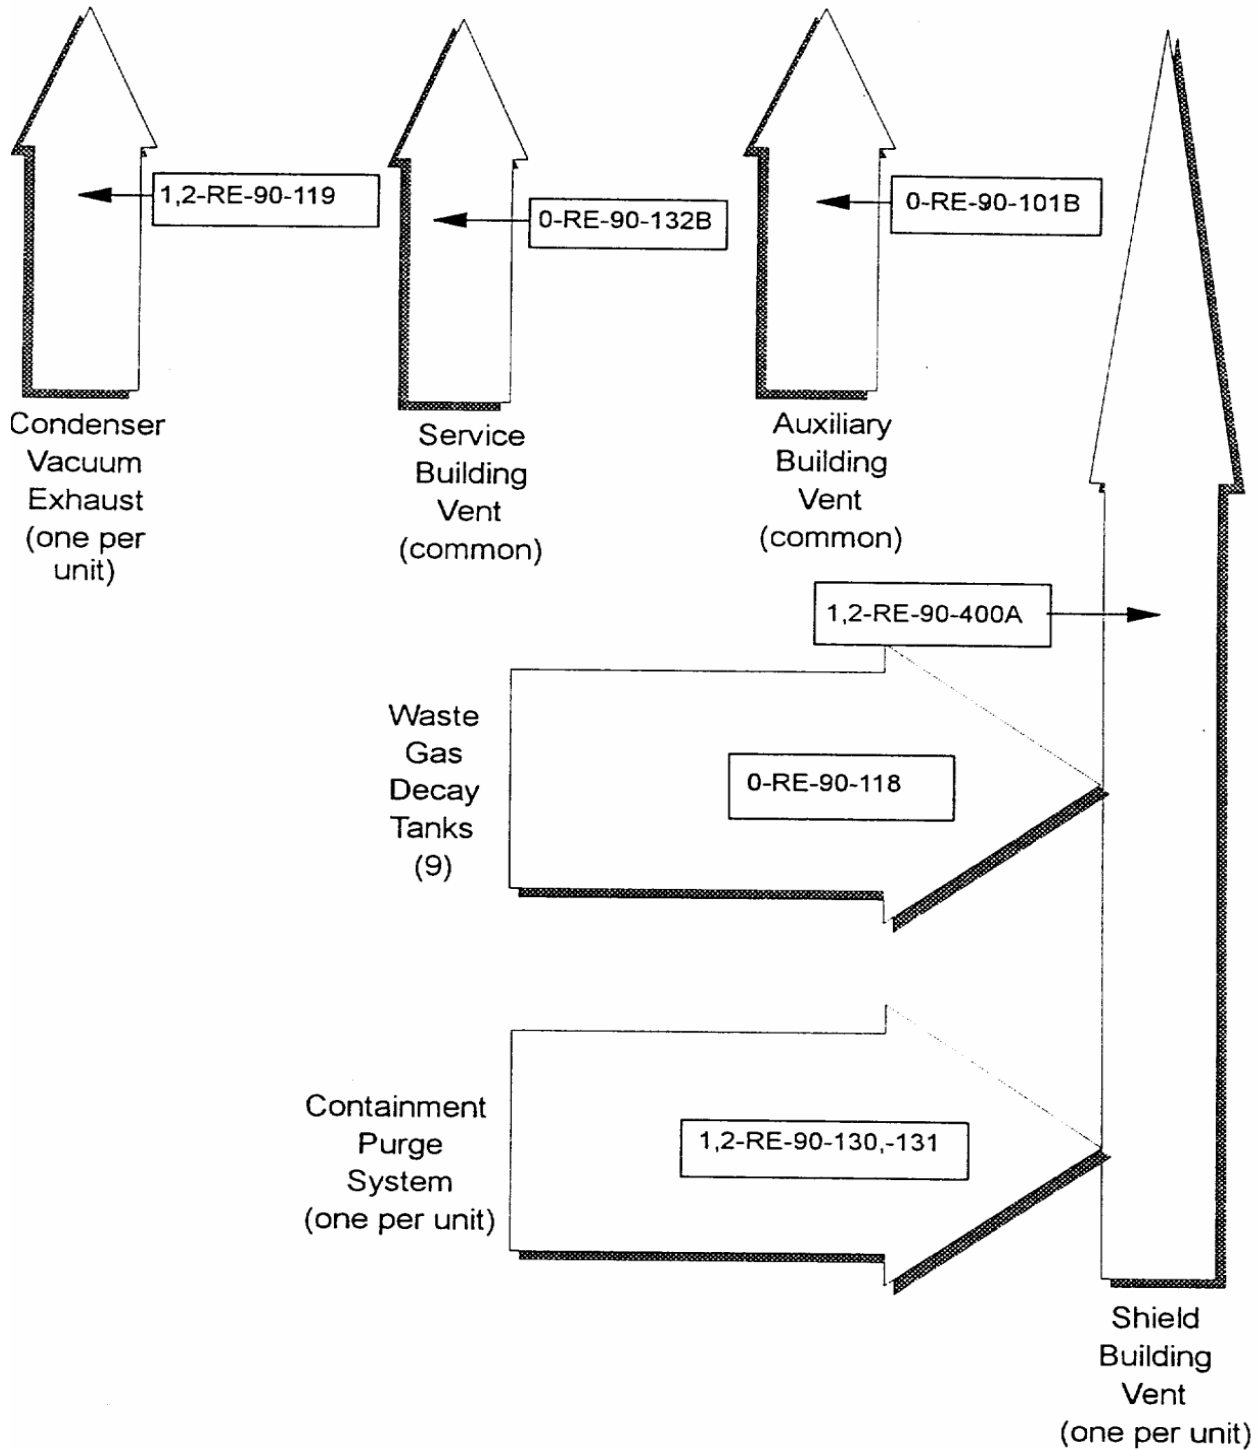 1,2-RE-90-119
0-RE-90-132B
0-RE-90-101B
Condenser
Vacuum
Exhaust
(one per
unit)
Service
Building
Vent
(common)
Auxiliary
Building
Vent
(common)
1,2-RE-90-400A
Waste
Gas
Decay
Tanks
(9)
0-RE-90-118
Containment
Purge
System
(one per unit)
1,2-RE-90-130,-131
Shield
Building
Vent
(one per unit)